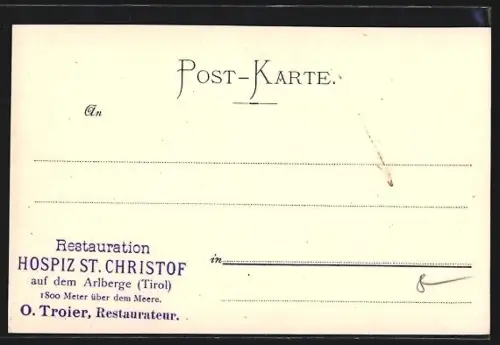 POST-KARTE.
An
in
Restauration
HOSPIZ ST. CHRISTOF
auf dem Arlberge (Tirol)
1800 Meter über dem Meere.
O. Troier, Restaurateur.